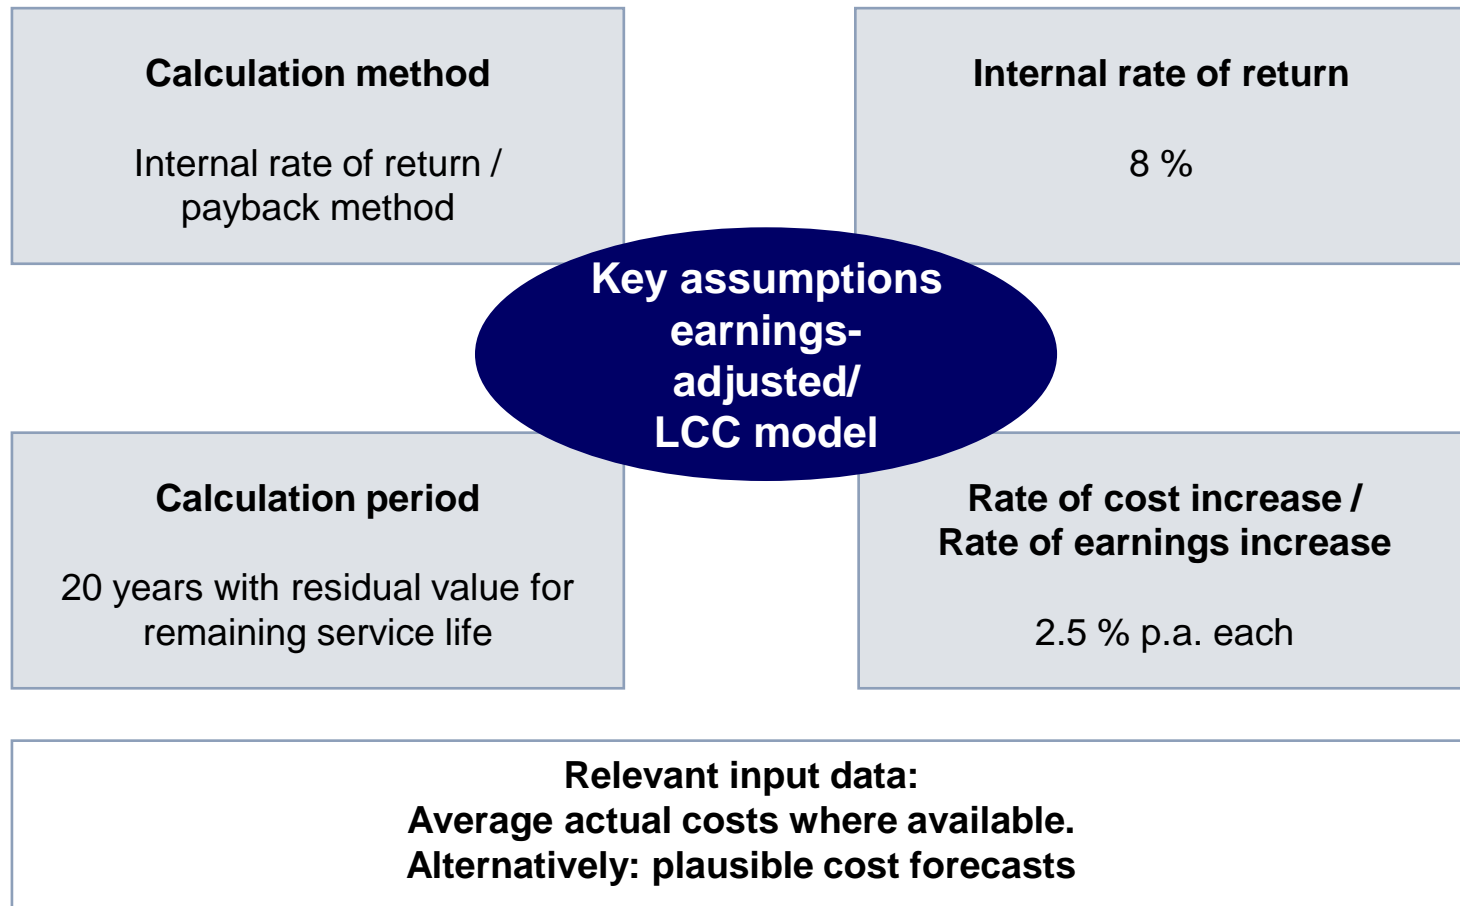 Calculation method
Internal rate of return /
payback method
Internal rate of return
8 %
Key assumptions
earnings-
adjusted/
LCC model
Calculation period
20 years with residual value for
remaining service life
Rate of cost increase /
Rate of earnings increase
2.5 % p.a. each
Relevant input data:
Average actual costs where available.
Alternatively: plausible cost forecasts